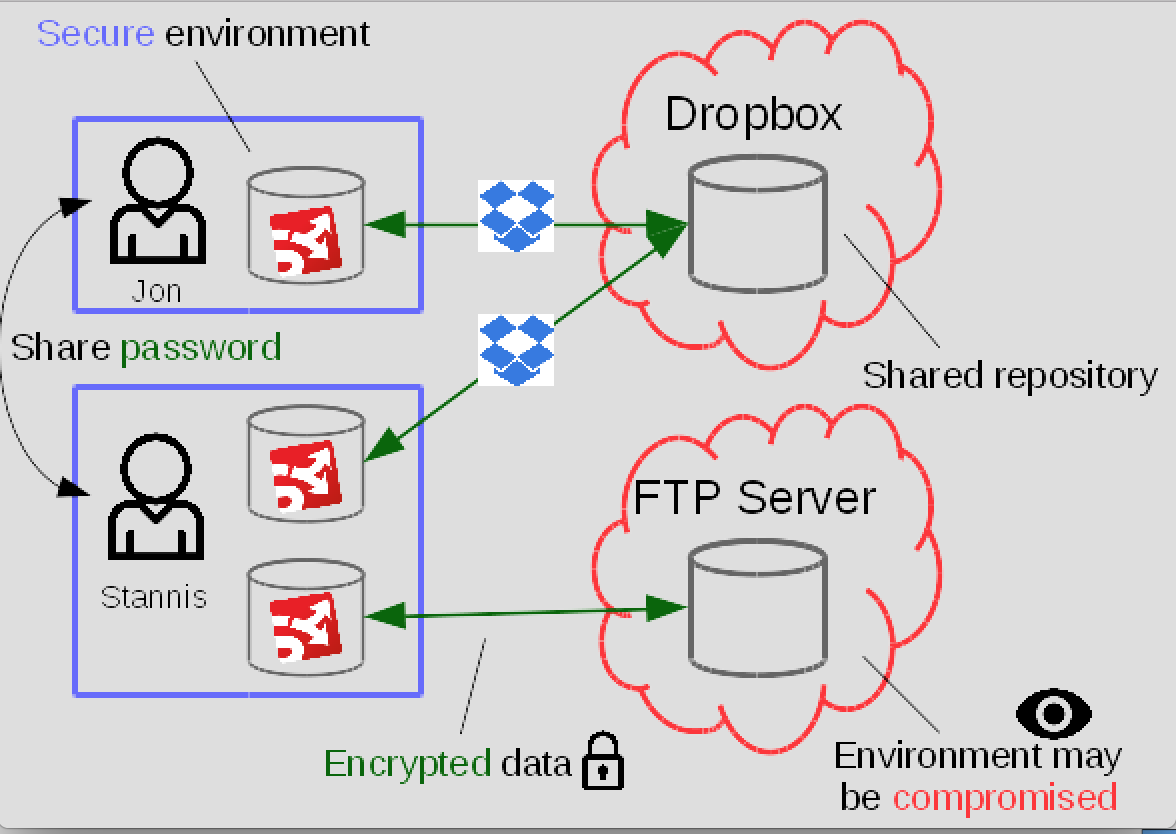 Secure environment
Dropbox
Jon
Share password
Shared repository
FTP Server
Stannis
Encrypted data
Environment may
be compromised